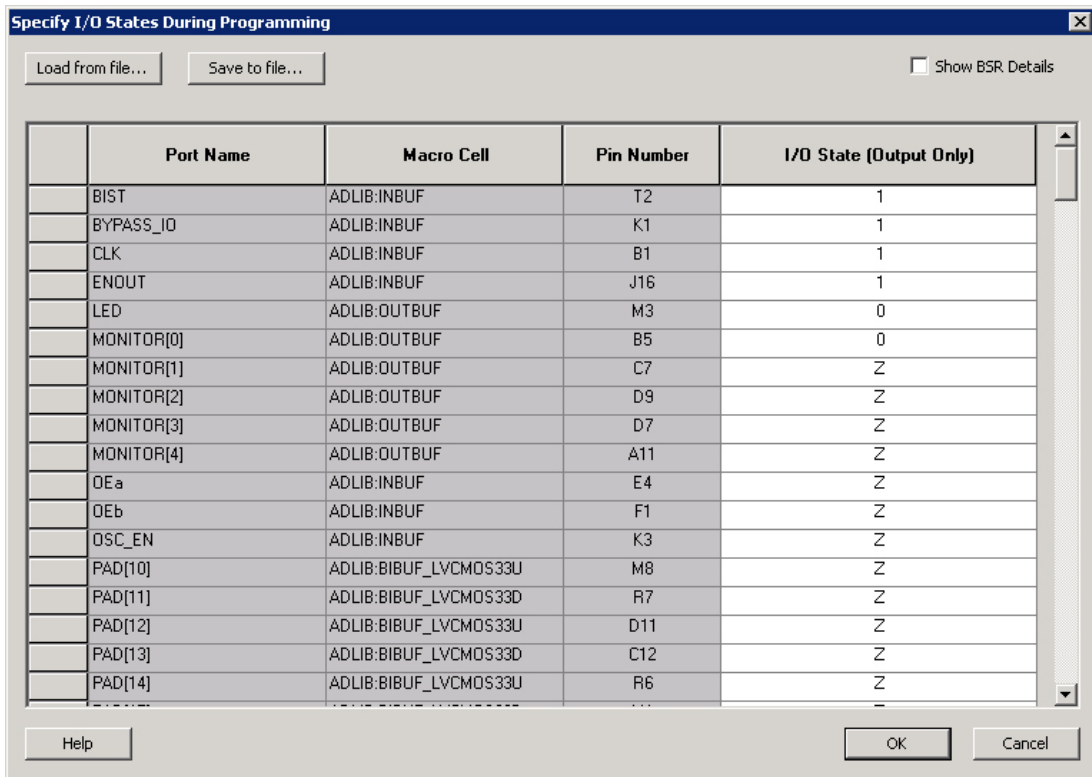 Specify I/O States During Programming
Load from file... Save to file... Show BSR Details
Port Name Macro Cell Pin Number I/O State (Output Only)
BIST ADLIB:INBUF T2 1
BYPASS_IO ADLIB:INBUF K1 1
CLK ADLIB:INBUF B1 1
ENOUT ADLIB:INBUF J16 1
LED ADLIB:OUTBUF M3 0
MONITOR[0] ADLIB:OUTBUF B5 0
MONITOR[1] ADLIB:OUTBUF C7 Z
MONITOR[2] ADLIB:OUTBUF D9 Z
MONITOR[3] ADLIB:OUTBUF D7 Z
MONITOR[4] ADLIB:OUTBUF A11 Z
OEa ADLIB:INBUF E4 Z
OEb ADLIB:INBUF F1 Z
OSC_EN ADLIB:INBUF K3 Z
PAD[10] ADLIB:BIBUF_LVCMOS33U M8 Z
PAD[11] ADLIB:BIBUF_LVCMOS33D R7 Z
PAD[12] ADLIB:BIBUF_LVCMOS33U D11 Z
PAD[13] ADLIB:BIBUF_LVCMOS33D C12 Z
PAD[14] ADLIB:BIBUF_LVCMOS33U R6 Z
Help OK Cancel